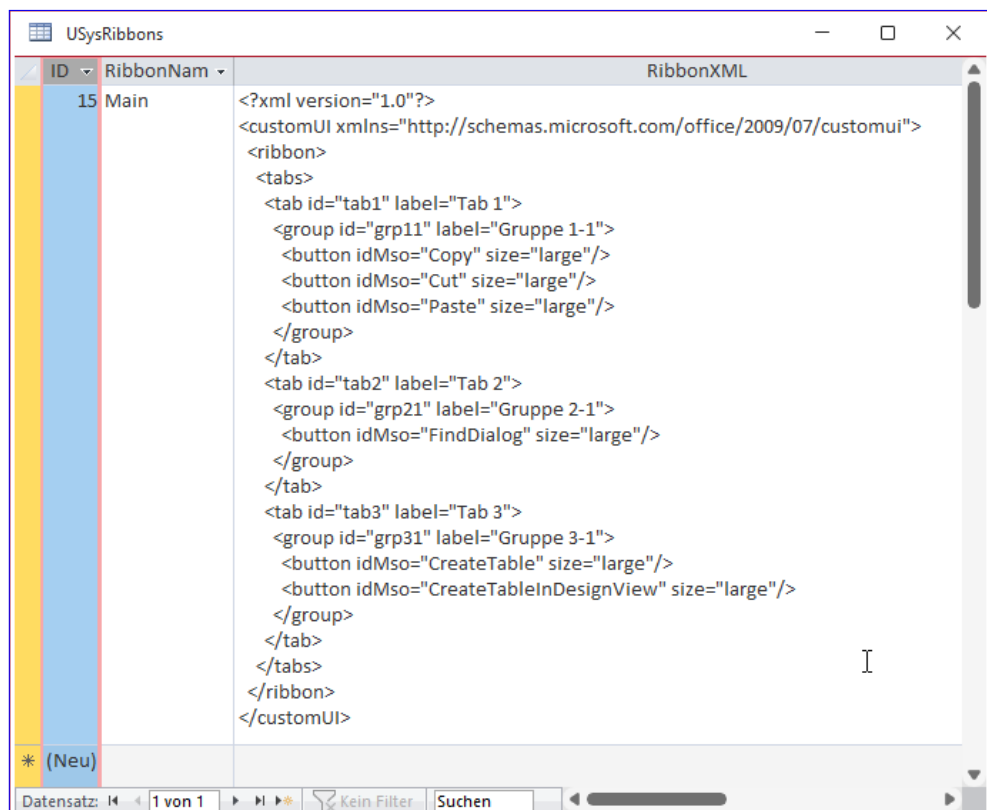 USysRibbons
ID RibbonNam RibbonXML
15 Main <?xml version="1.0"?>
<customUI xmlns="http://schemas.microsoft.com/office/2009/07/customui">
<ribbon>
<tabs>
<tab id="tab1" label="Tab 1">
<group id="grp11" label="Gruppe 1-1">
<button idMso="Copy" size="large"/>
<button idMso="Cut" size="large"/>
<button idMso="Paste" size="large"/>
</group>
</tab>
<tab id="tab2" label="Tab 2">
<group id="grp21" label="Gruppe 2-1">
<button idMso="FindDialog" size="large"/>
</group>
</tab>
<tab id="tab3" label="Tab 3">
<group id="grp31" label="Gruppe 3-1">
<button idMso="CreateTable" size="large"/>
<button idMso="CreateTableInDesignView" size="large"/>
</group>
</tab>
</tabs>
</ribbon>
</customUI>
(Neu)
Datensatz: 1 von 1 Kein Filter Suchen